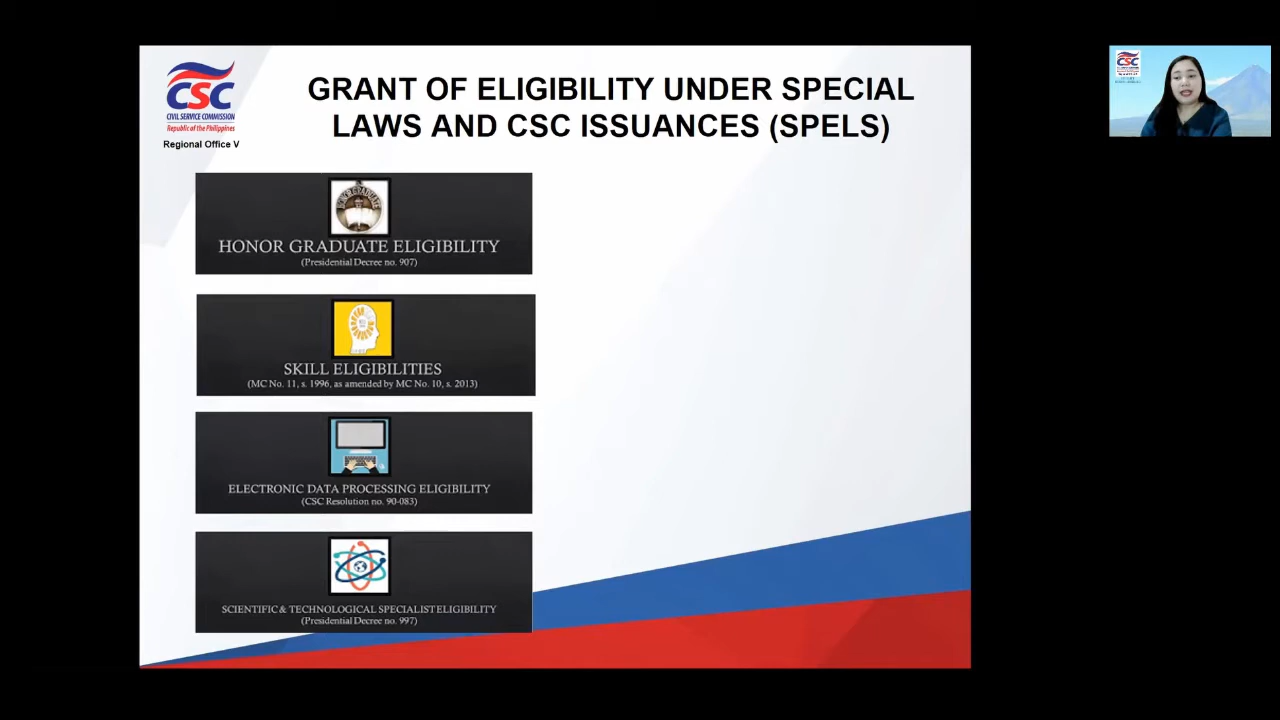 CSC
CIVIL SERVICE COMMISSION
Republic of the Philippines
Regional Office V
GRANT OF ELIGIBILITY UNDER SPECIAL
LAWS AND CSC ISSUANCES (SPELS)
HONOR GRADUATE ELIGIBILITY
(Presidential Decree no. 907)
SKILL ELIGIBILITIES
(MC No. 11, s. 1996, as amended by MC No. 10, s. 2013)
ELECTRONIC DATA PROCESSING ELIGIBILITY
(CSC Resolution no. 90-083)
SCIENTIFIC & TECHNOLOGICAL SPECIALIST ELIGIBILITY
(Presidential Decree no. 997)
CSC